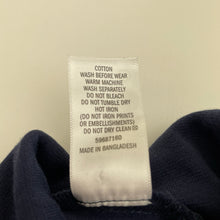 COTTON
WASH BEFORE WEAR
WARM MACHINE
WASH SEPARATELY
DO NOT BLEACH
DO NOT TUMBLE DRY
HOT IRON
(DO NOT IRON PRINTS
OR EMBELLISHMENTS)
DO NOT DRY CLEAN
59687160
MADE IN BANGLADESH